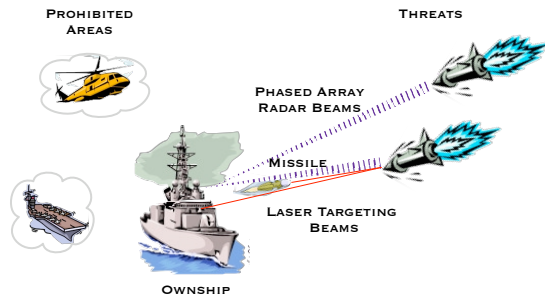 PROHIBITED
AREAS
THREATS
PHASED ARRAY
RADAR BEAMS
MISSILE
LASER TARGETING
BEAMS
OWNSHIP